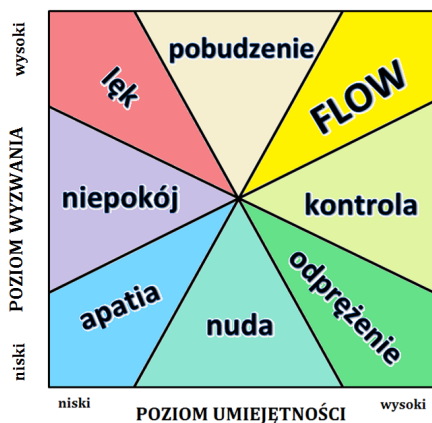 wysoki
POZIOM WYZWANIA
niski
lęk
pobudzenie
FLOW
niepokój
kontrola
apatia
nuda
odprężenie
niski
POZIOM UMIEJĘTNOŚCI
wysoki